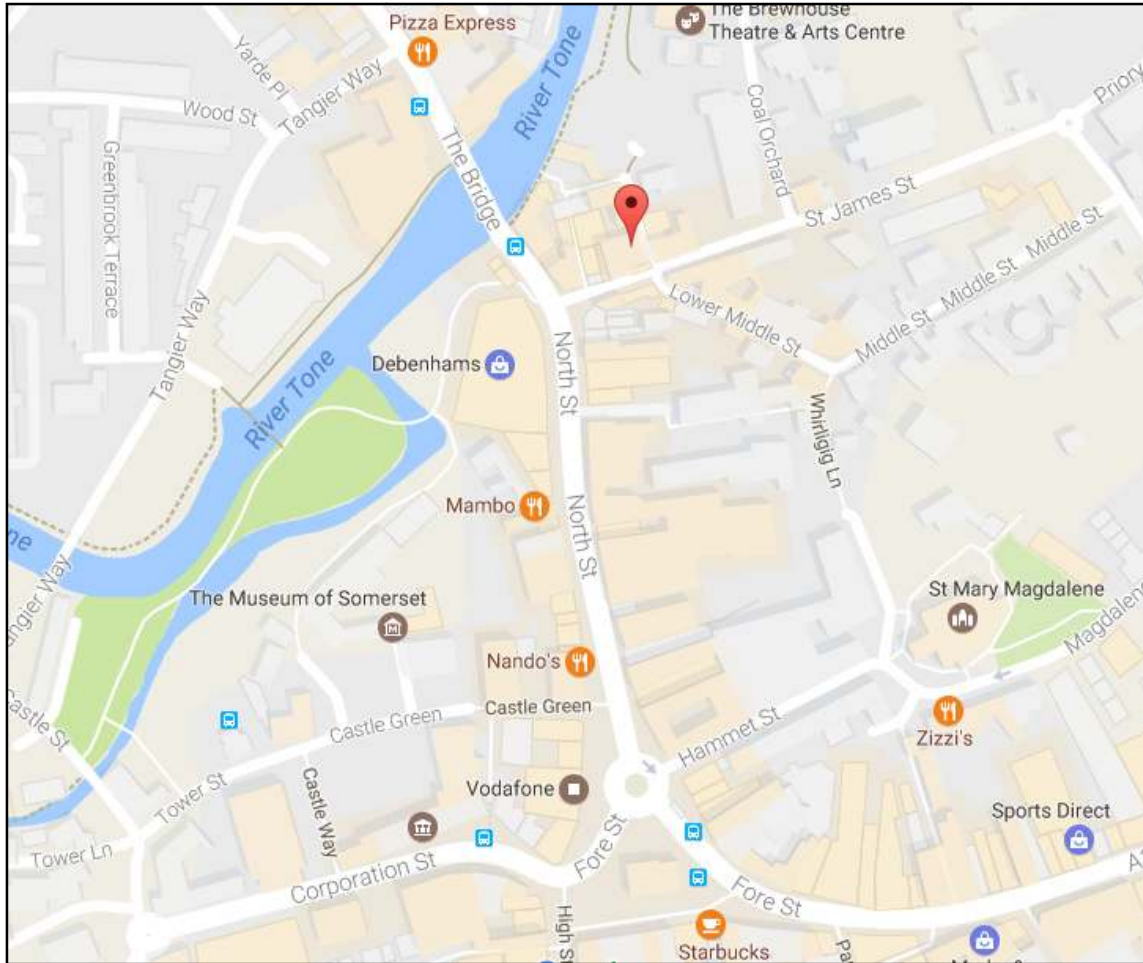 The Brewhouse
Theatre & Arts Centre
Pizza Express
Yarde Pl
Tangier Way
Wood St
River Tone
Coal Orchard
Priory
Greenbrook Terrace
The Bridge
St James St
Middle St
Middle St
Middle St
Lower Middle St
Tangier Way
Debenhams
North St
River Tone
Whirligig Ln
Mambo
North St
ne
Tangier Way
The Museum of Somerset
St Mary Magdalene
Magdalene
Nando's
Castle Green
Castle Green
Hammet St
Zizzi's
Castle St
Tower St
Castle Way
Vodafone
Sports Direct
Tower Ln
Fore St
Corporation St
Fore St
High St
Starbucks